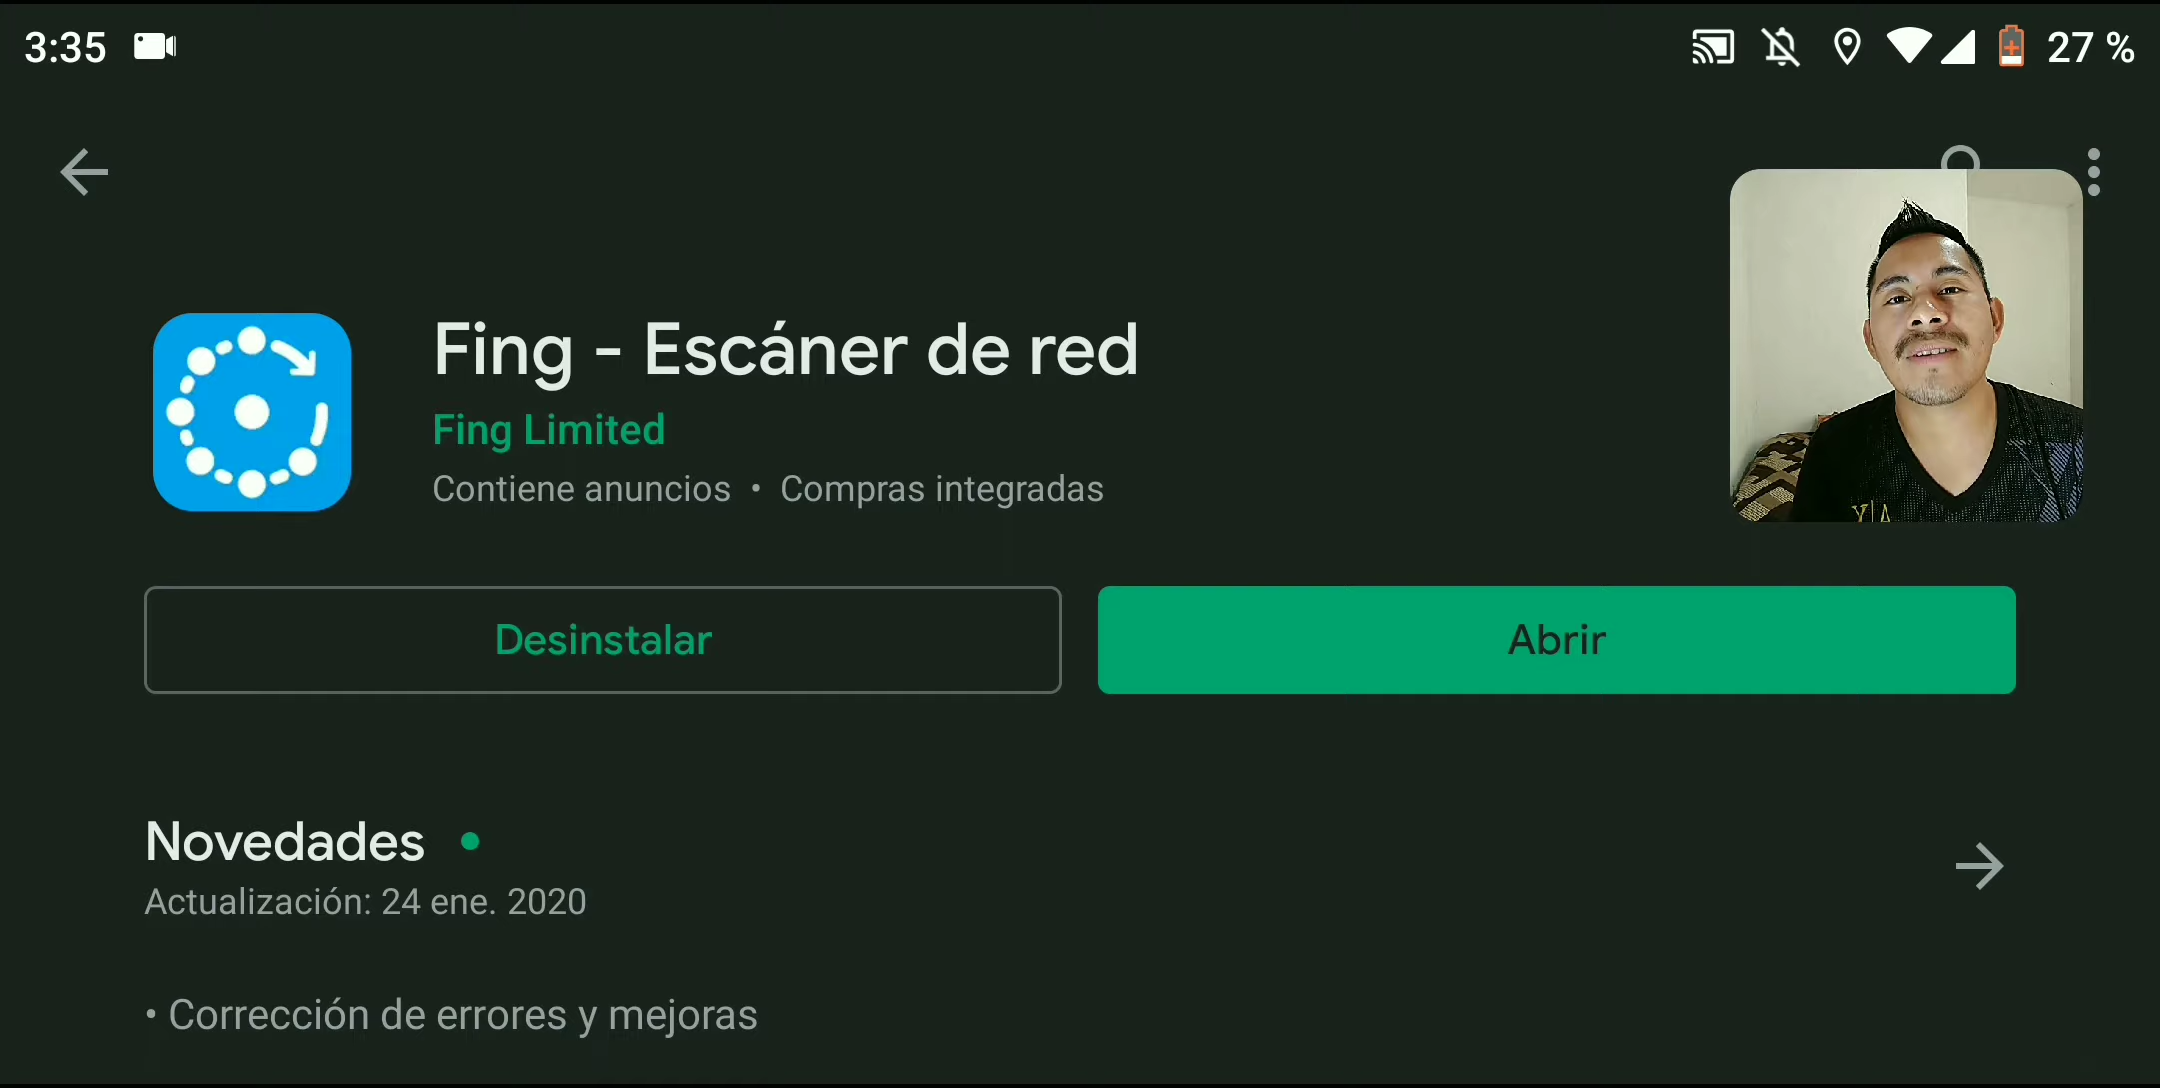 3:35
27 %
Fing - Escáner de red
Fing Limited
Contiene anuncios • Compras integradas
Desinstalar
Abrir
Novedades
Actualización: 24 ene. 2020
• Corrección de errores y mejoras